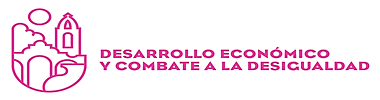 DESARROLLO ECONÓMICO
Y COMBATE A LA DESIGUALDAD